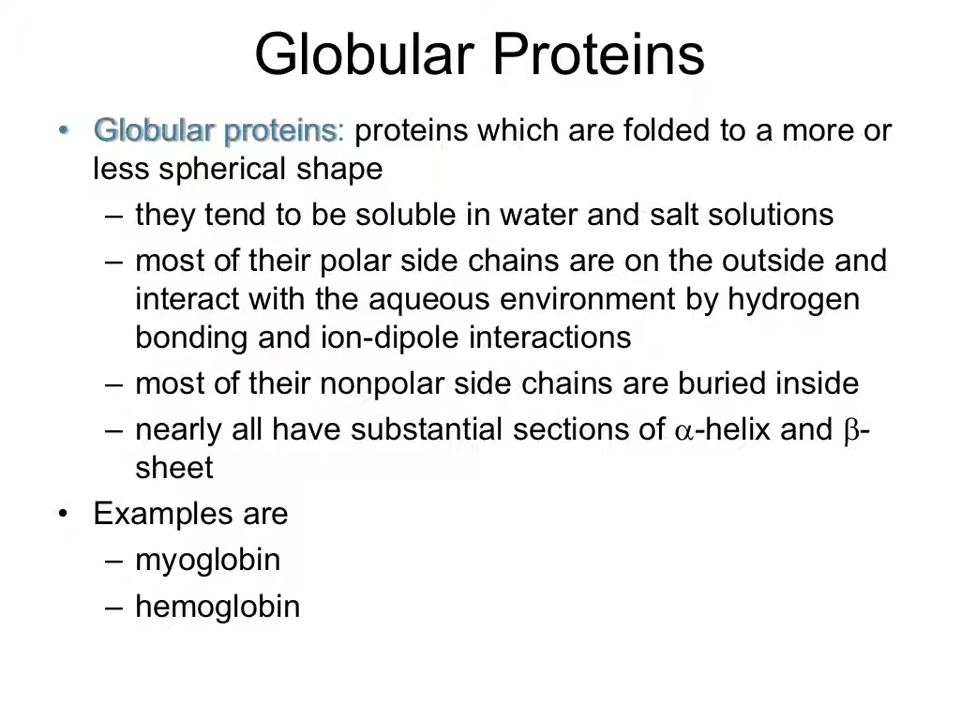 Globular Proteins
• Globular proteins: proteins which are folded to a more or
less spherical shape
– they tend to be soluble in water and salt solutions
– most of their polar side chains are on the outside and
interact with the aqueous environment by hydrogen
bonding and ion-dipole interactions
– most of their nonpolar side chains are buried inside
– nearly all have substantial sections of α-helix and β-
sheet
• Examples are
– myoglobin
– hemoglobin